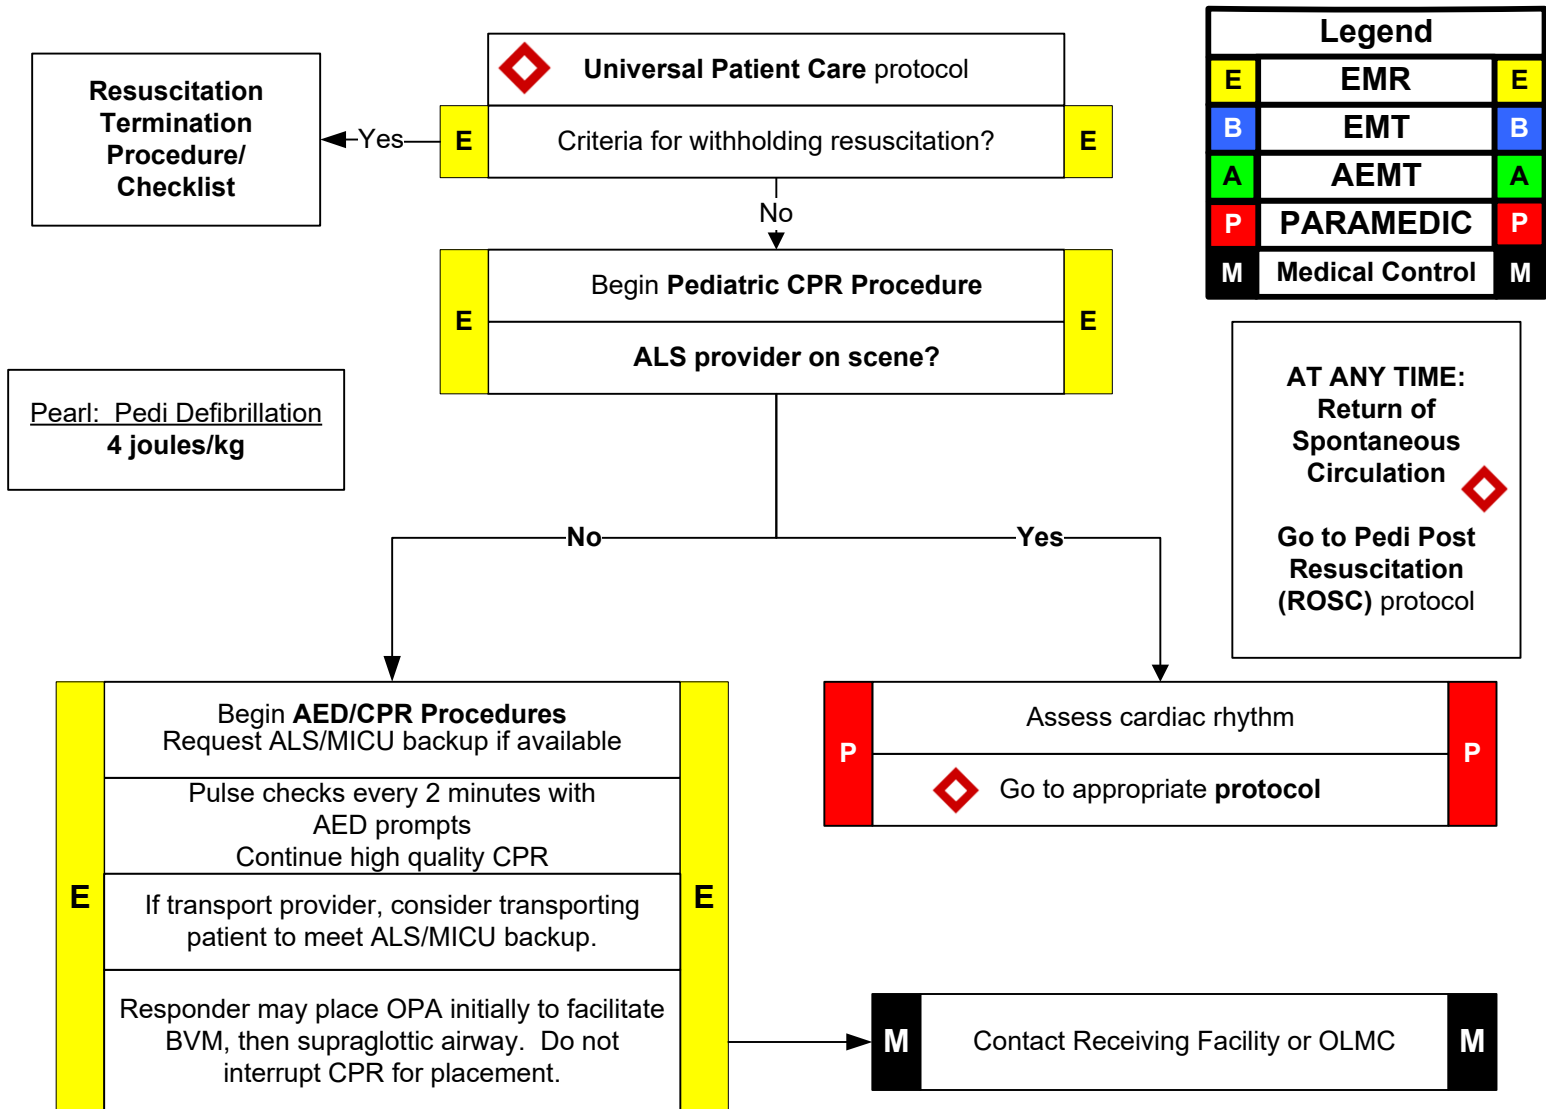 Universal Patient Care protocol
E
Criteria for withholding resuscitation?
E
Yes
Resuscitation
Termination
Procedure/
Checklist
No
Legend
E
EMR
E
B
EMT
B
A
AEMT
A
P
PARAMEDIC
P
M
Medical Control
M
E
Begin Pediatric CPR Procedure
ALS provider on scene?
E
Pearl: Pedi Defibrillation
4 joules/kg
AT ANY TIME:
Return of
Spontaneous
Circulation
Go to Pedi Post
Resuscitation
(ROSC) protocol
No
Yes
E
Begin AED/CPR Procedures
Request ALS/MICU backup if available
Pulse checks every 2 minutes with
AED prompts
Continue high quality CPR
If transport provider, consider transporting
patient to meet ALS/MICU backup.
Responder may place OPA initially to facilitate
BVM, then supraglottic airway. Do not
interrupt CPR for placement.
E
P
Assess cardiac rhythm
Go to appropriate protocol
P
M
Contact Receiving Facility or OLMC
M